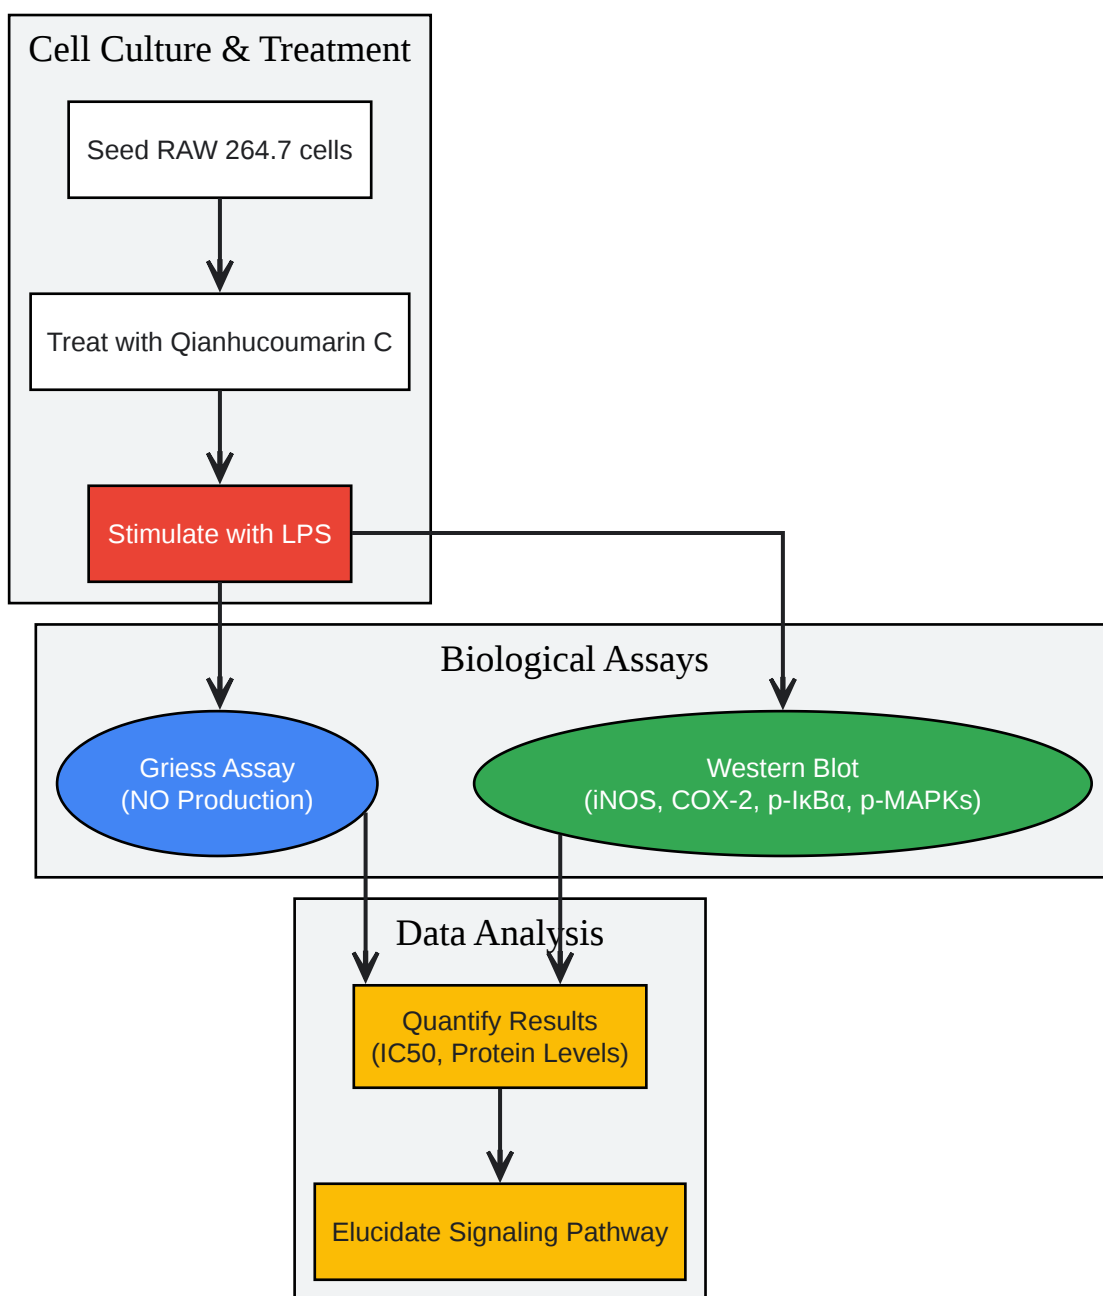 Cell Culture & Treatment
Seed RAW 264.7 cells
Treat with Qianhucoumarin C
Stimulate with LPS
Biological Assays
Griess Assay
(NO Production)
Western Blot
(iNOS, COX-2, p-IκBα, p-MAPKs)
Data Analysis
Quantify Results
(IC50, Protein Levels)
Elucidate Signaling Pathway